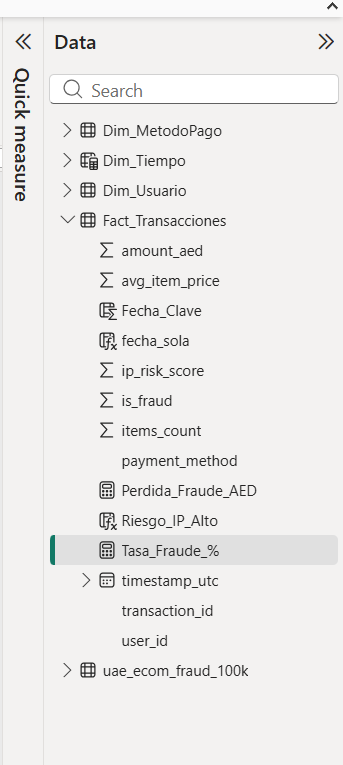 Data
Quick measure
Search
Dim_MetodoPago
Dim_Tiempo
Dim_Usuario
Fact_Transacciones
amount_aed
avg_item_price
Fecha_Clave
fecha_sola
ip_risk_score
is_fraud
items_count
payment_method
Perdida_Fraude_AED
Riesgo_IP_Alto
Tasa_Fraude_%
timestamp_utc
transaction_id
user_id
uae_ecom_fraud_100k